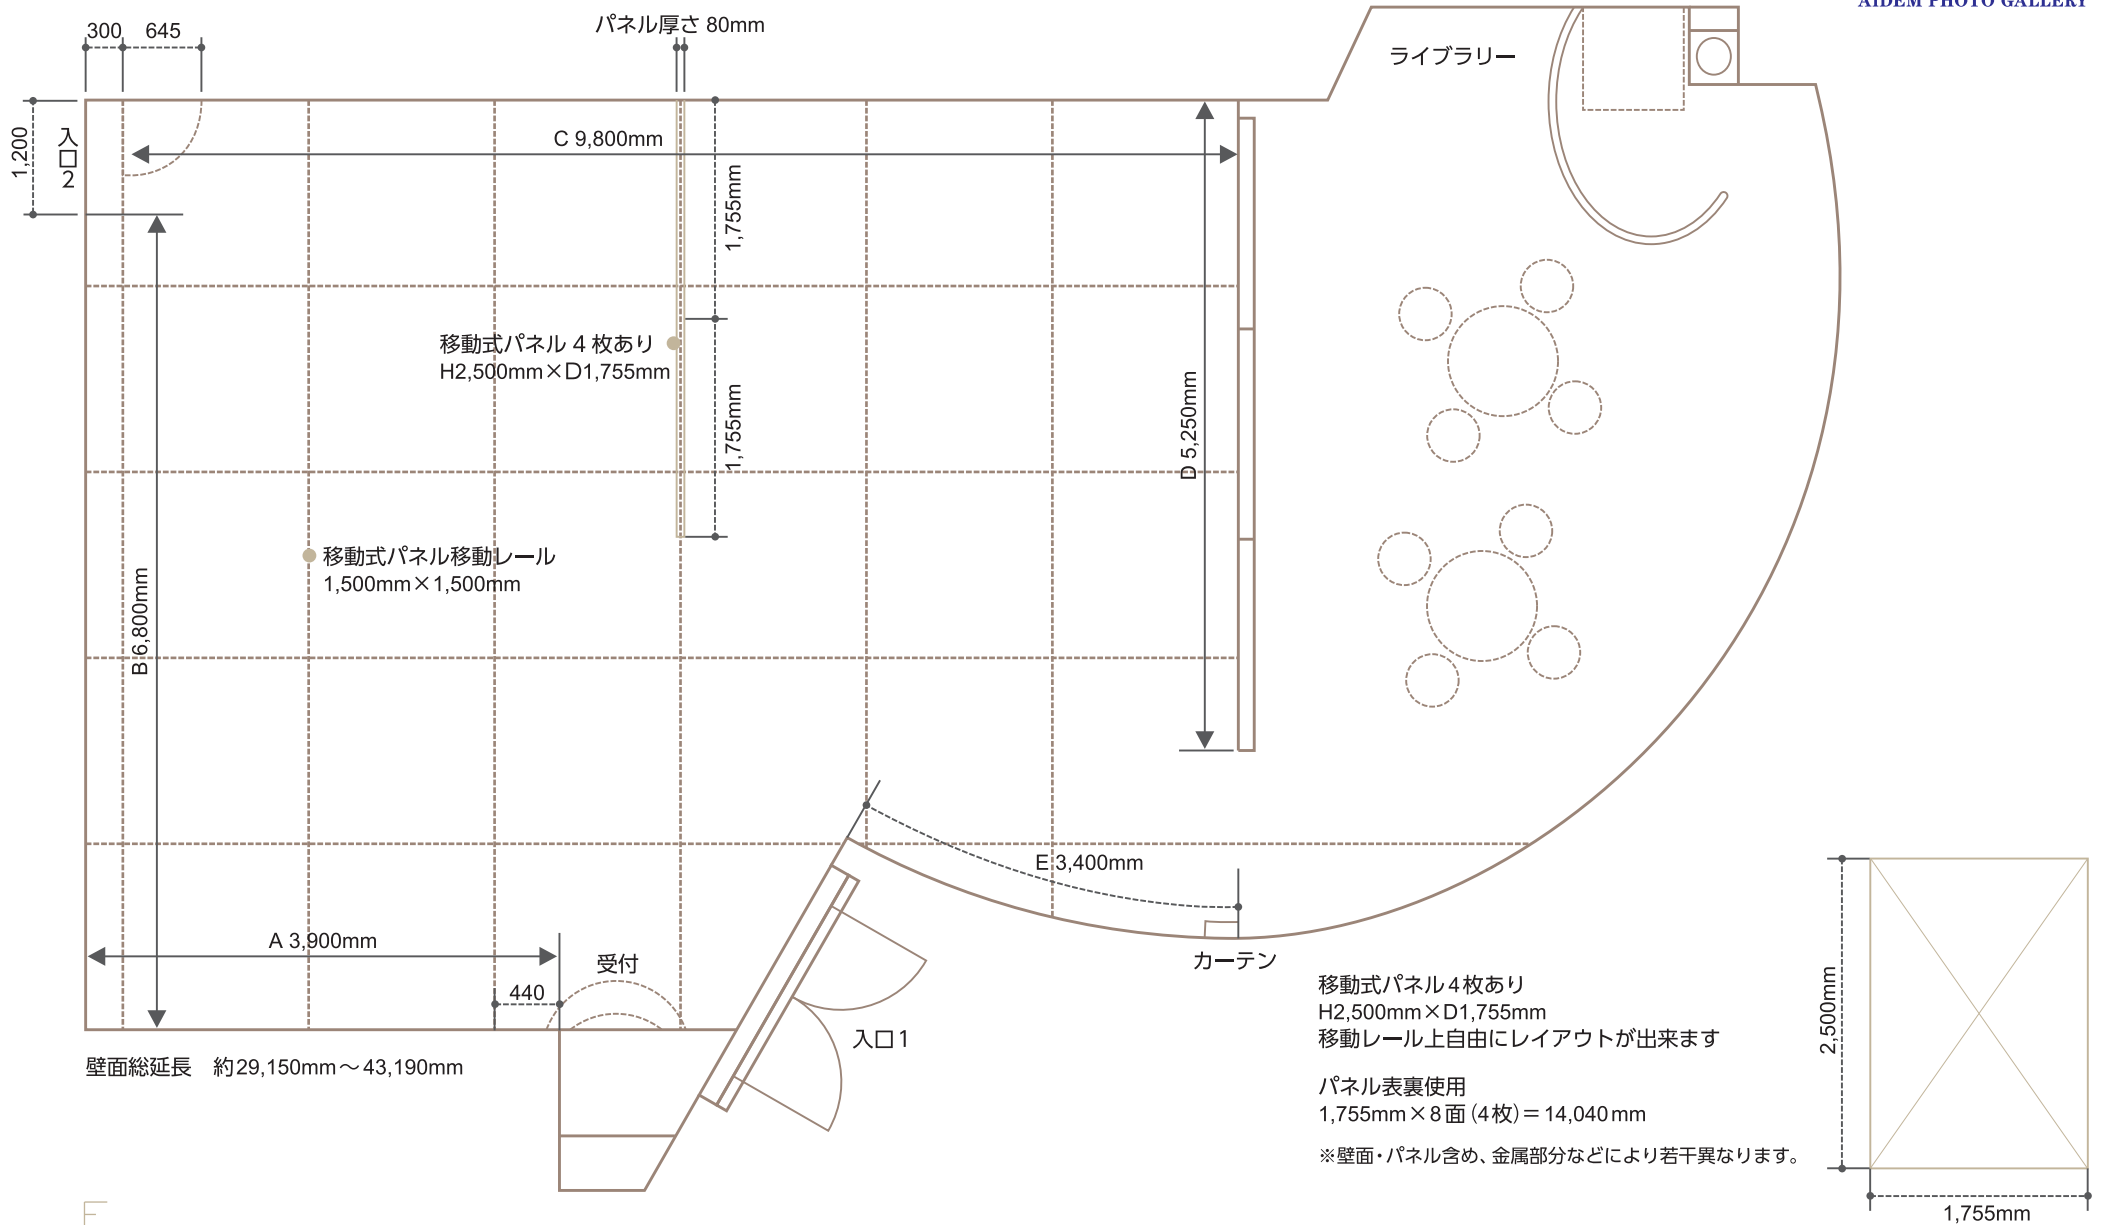 AIDEM PHOTO GALLERY
300
645
パネル厚さ 80mm
ライブラリー
1,200
入口2
C 9,800mm
1,755mm
移動式パネル 4 枚あり
H2,500mm×D1,755mm
1,755mm
D 5,250mm
移動式パネル移動レール
1,500mm×1,500mm
B 6,800mm
E 3,400mm
A 3,900mm
受付
440
カーテン
入口1
壁面総延長　約29,150mm～43,190mm
移動式パネル4枚あり
H2,500mm×D1,755mm
移動レール上自由にレイアウトが出来ます
パネル表裏使用
1,755mm×8面(4枚)=14,040mm
※壁面・パネル含め、金属部分などにより若干異なります。
2,500mm
1,755mm